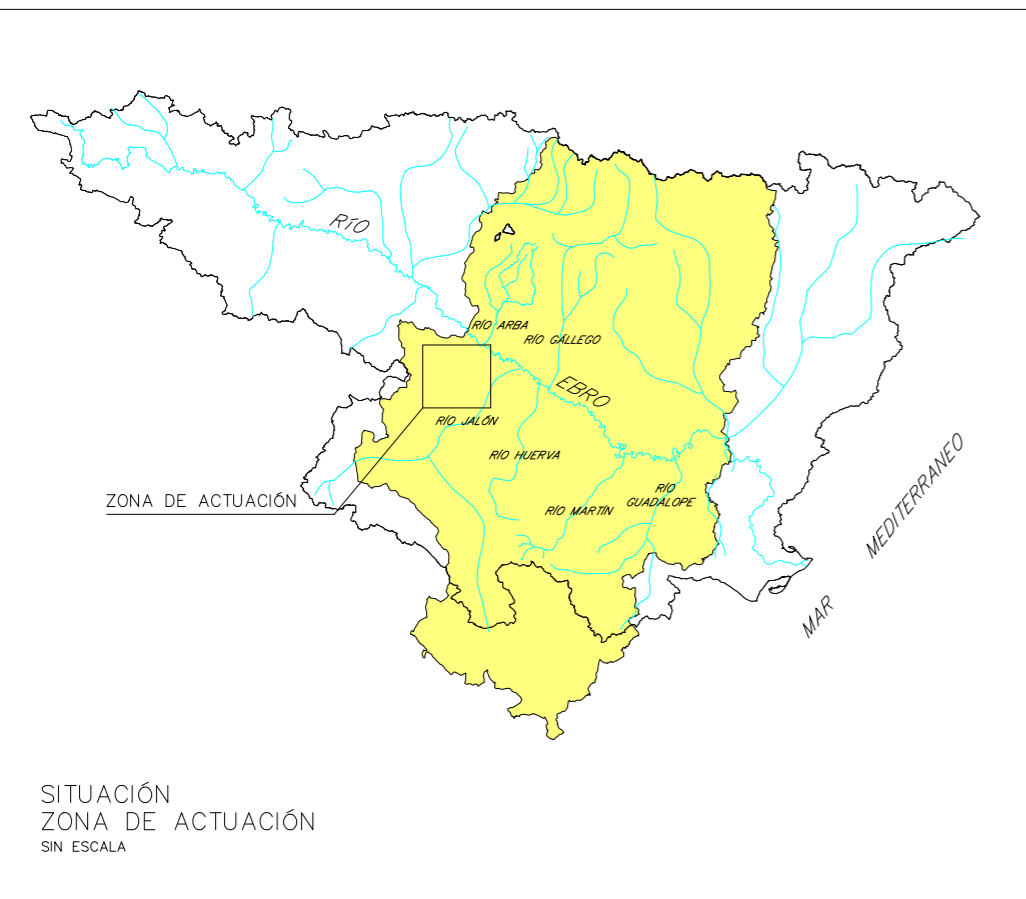 RÍO
RÍO ARBA
RÍO GÁLLEGO
EBRO
RÍO JALÓN
RÍO HUERVA
ZONA DE ACTUACIÓN
RÍO MARTÍN
RÍO
GUADALOPE
MAR MEDITERRANEO
SITUACIÓN
ZONA DE ACTUACIÓN
SIN ESCALA